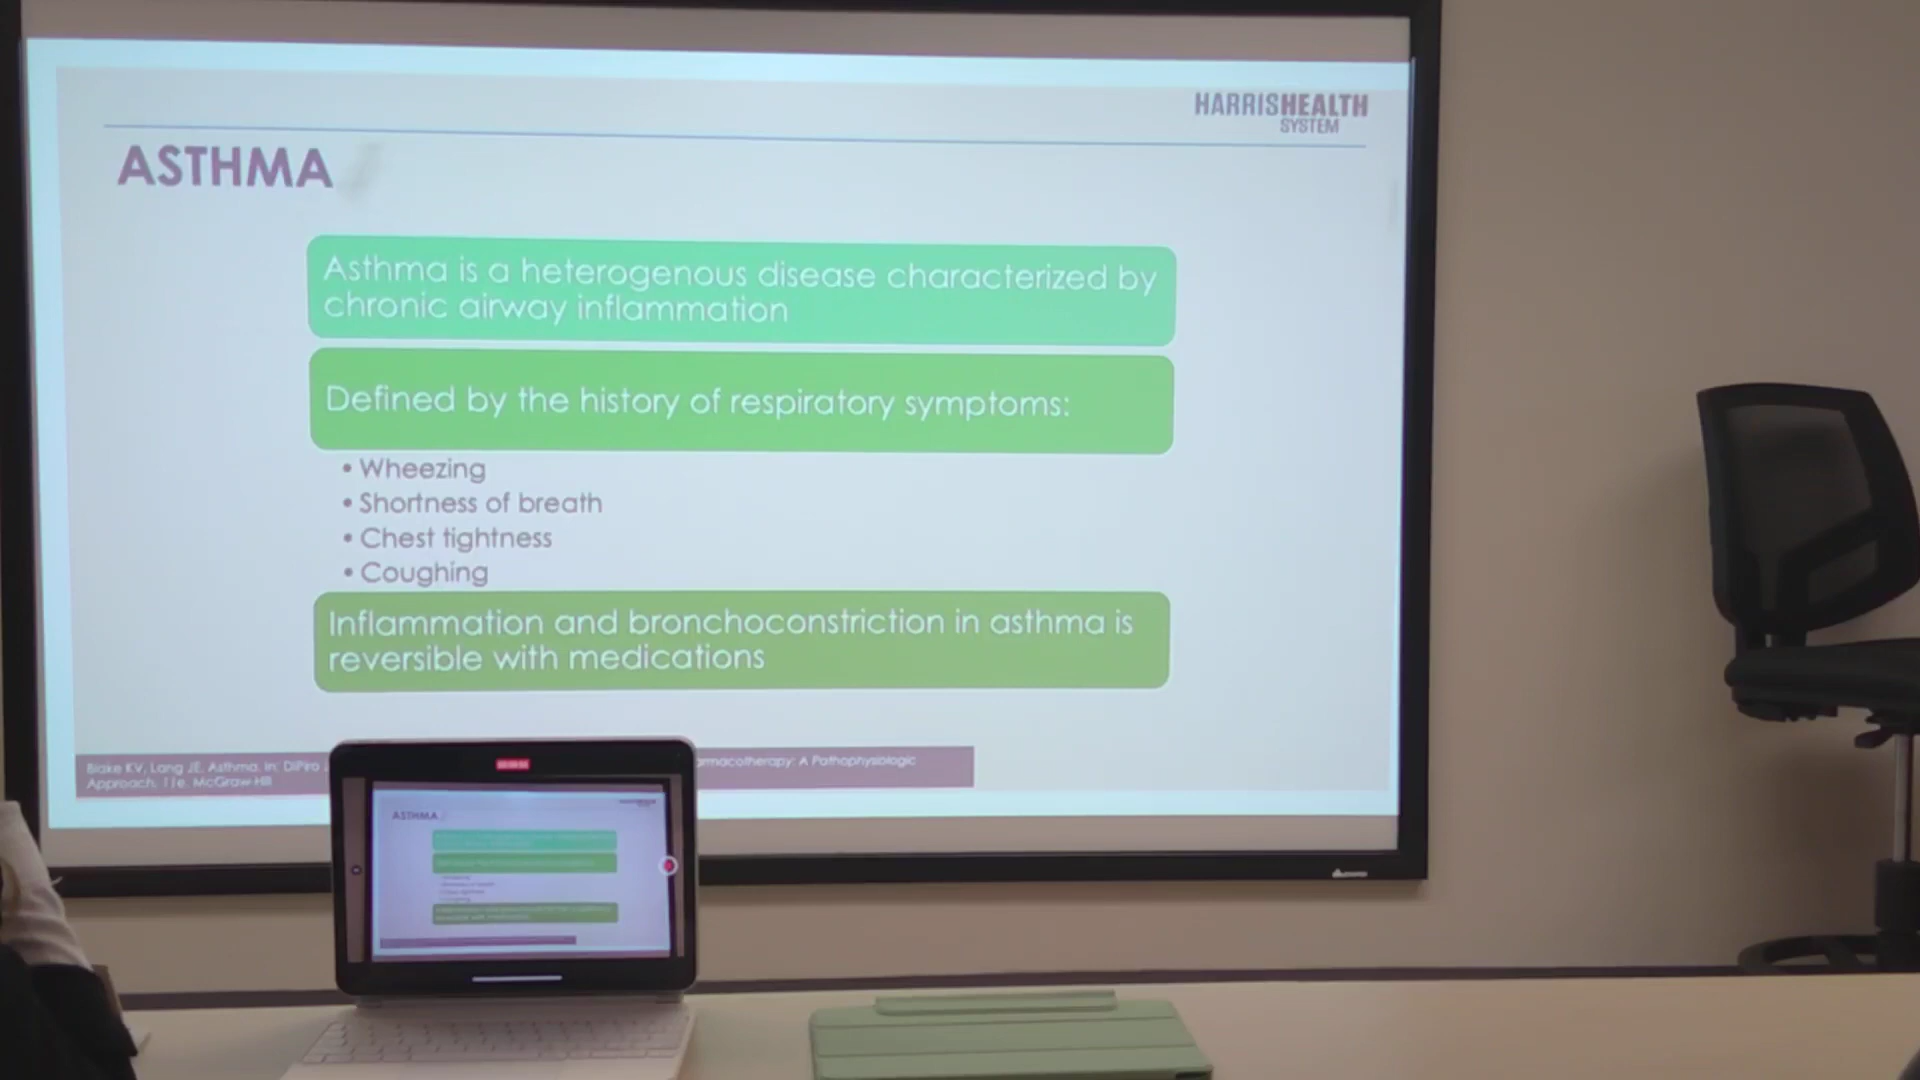 HARRISHEALTH
SYSTEM
ASTHMA
Asthma is a heterogenous disease characterized by
chronic airway inflammation
Defined by the history of respiratory symptoms:
• Wheezing
• Shortness of breath
• Chest tightness
• Coughing
Inflammation and bronchoconstriction in asthma is
reversible with medications
Blake KV, Lang JE. Asthma. In: DiPiro armacotherapy: A Pathophysiologic
Approach, 11e. McGraw-Hill
ASTHMA